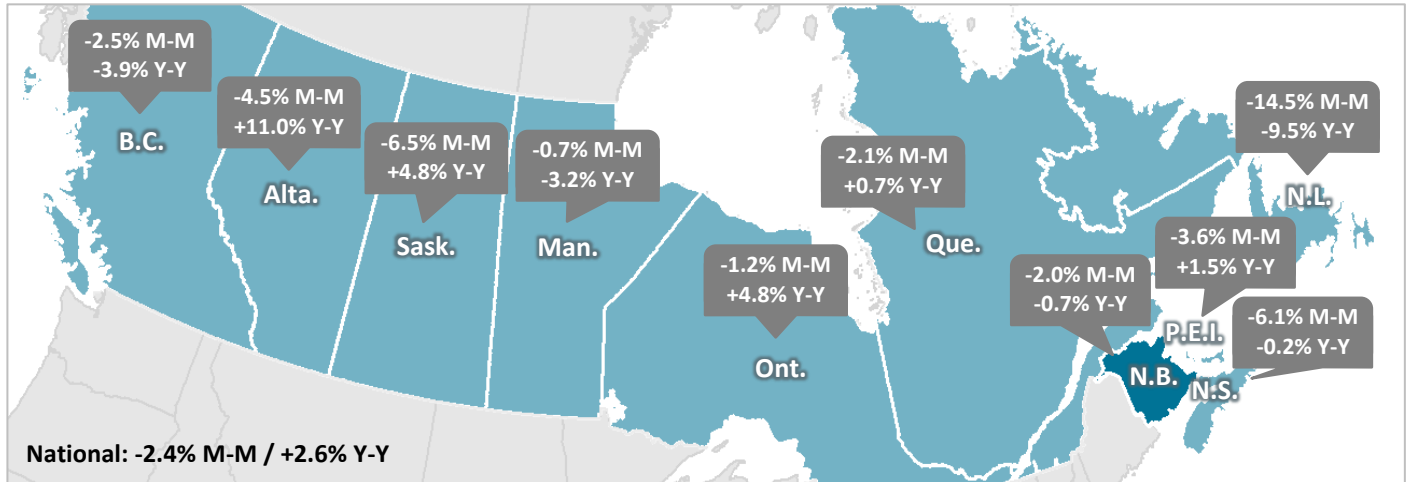 -2.5% M-M
-3.9% Y-Y
B.C.
-4.5% M-M
+11.0% Y-Y
Alta.
-6.5% M-M
+4.8% Y-Y
Sask.
-0.7% M-M
-3.2% Y-Y
Man.
-1.2% M-M
+4.8% Y-Y
Ont.
-2.1% M-M
+0.7% Y-Y
Que.
-14.5% M-M
-9.5% Y-Y
N.L.
-3.6% M-M
+1.5% Y-Y
P.E.I.
-2.0% M-M
-0.7% Y-Y
N.B.
-6.1% M-M
-0.2% Y-Y
N.S.
National: -2.4% M-M / +2.6% Y-Y